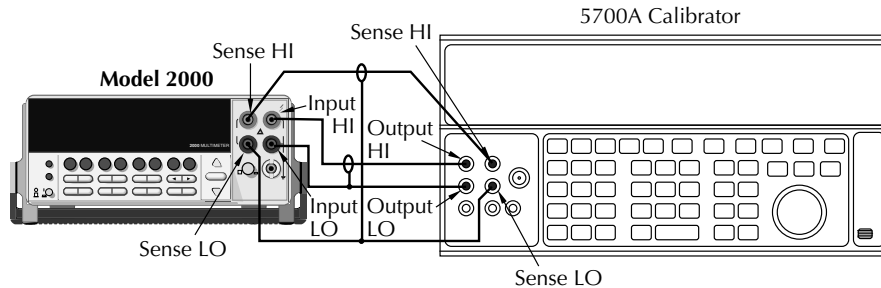 5700A Calibrator
Sense HI
Sense HI
Model 2000
Input
HI
Output
HI
2000 MULTIMETER
Input
LO
Output
LO
Sense LO
Sense LO